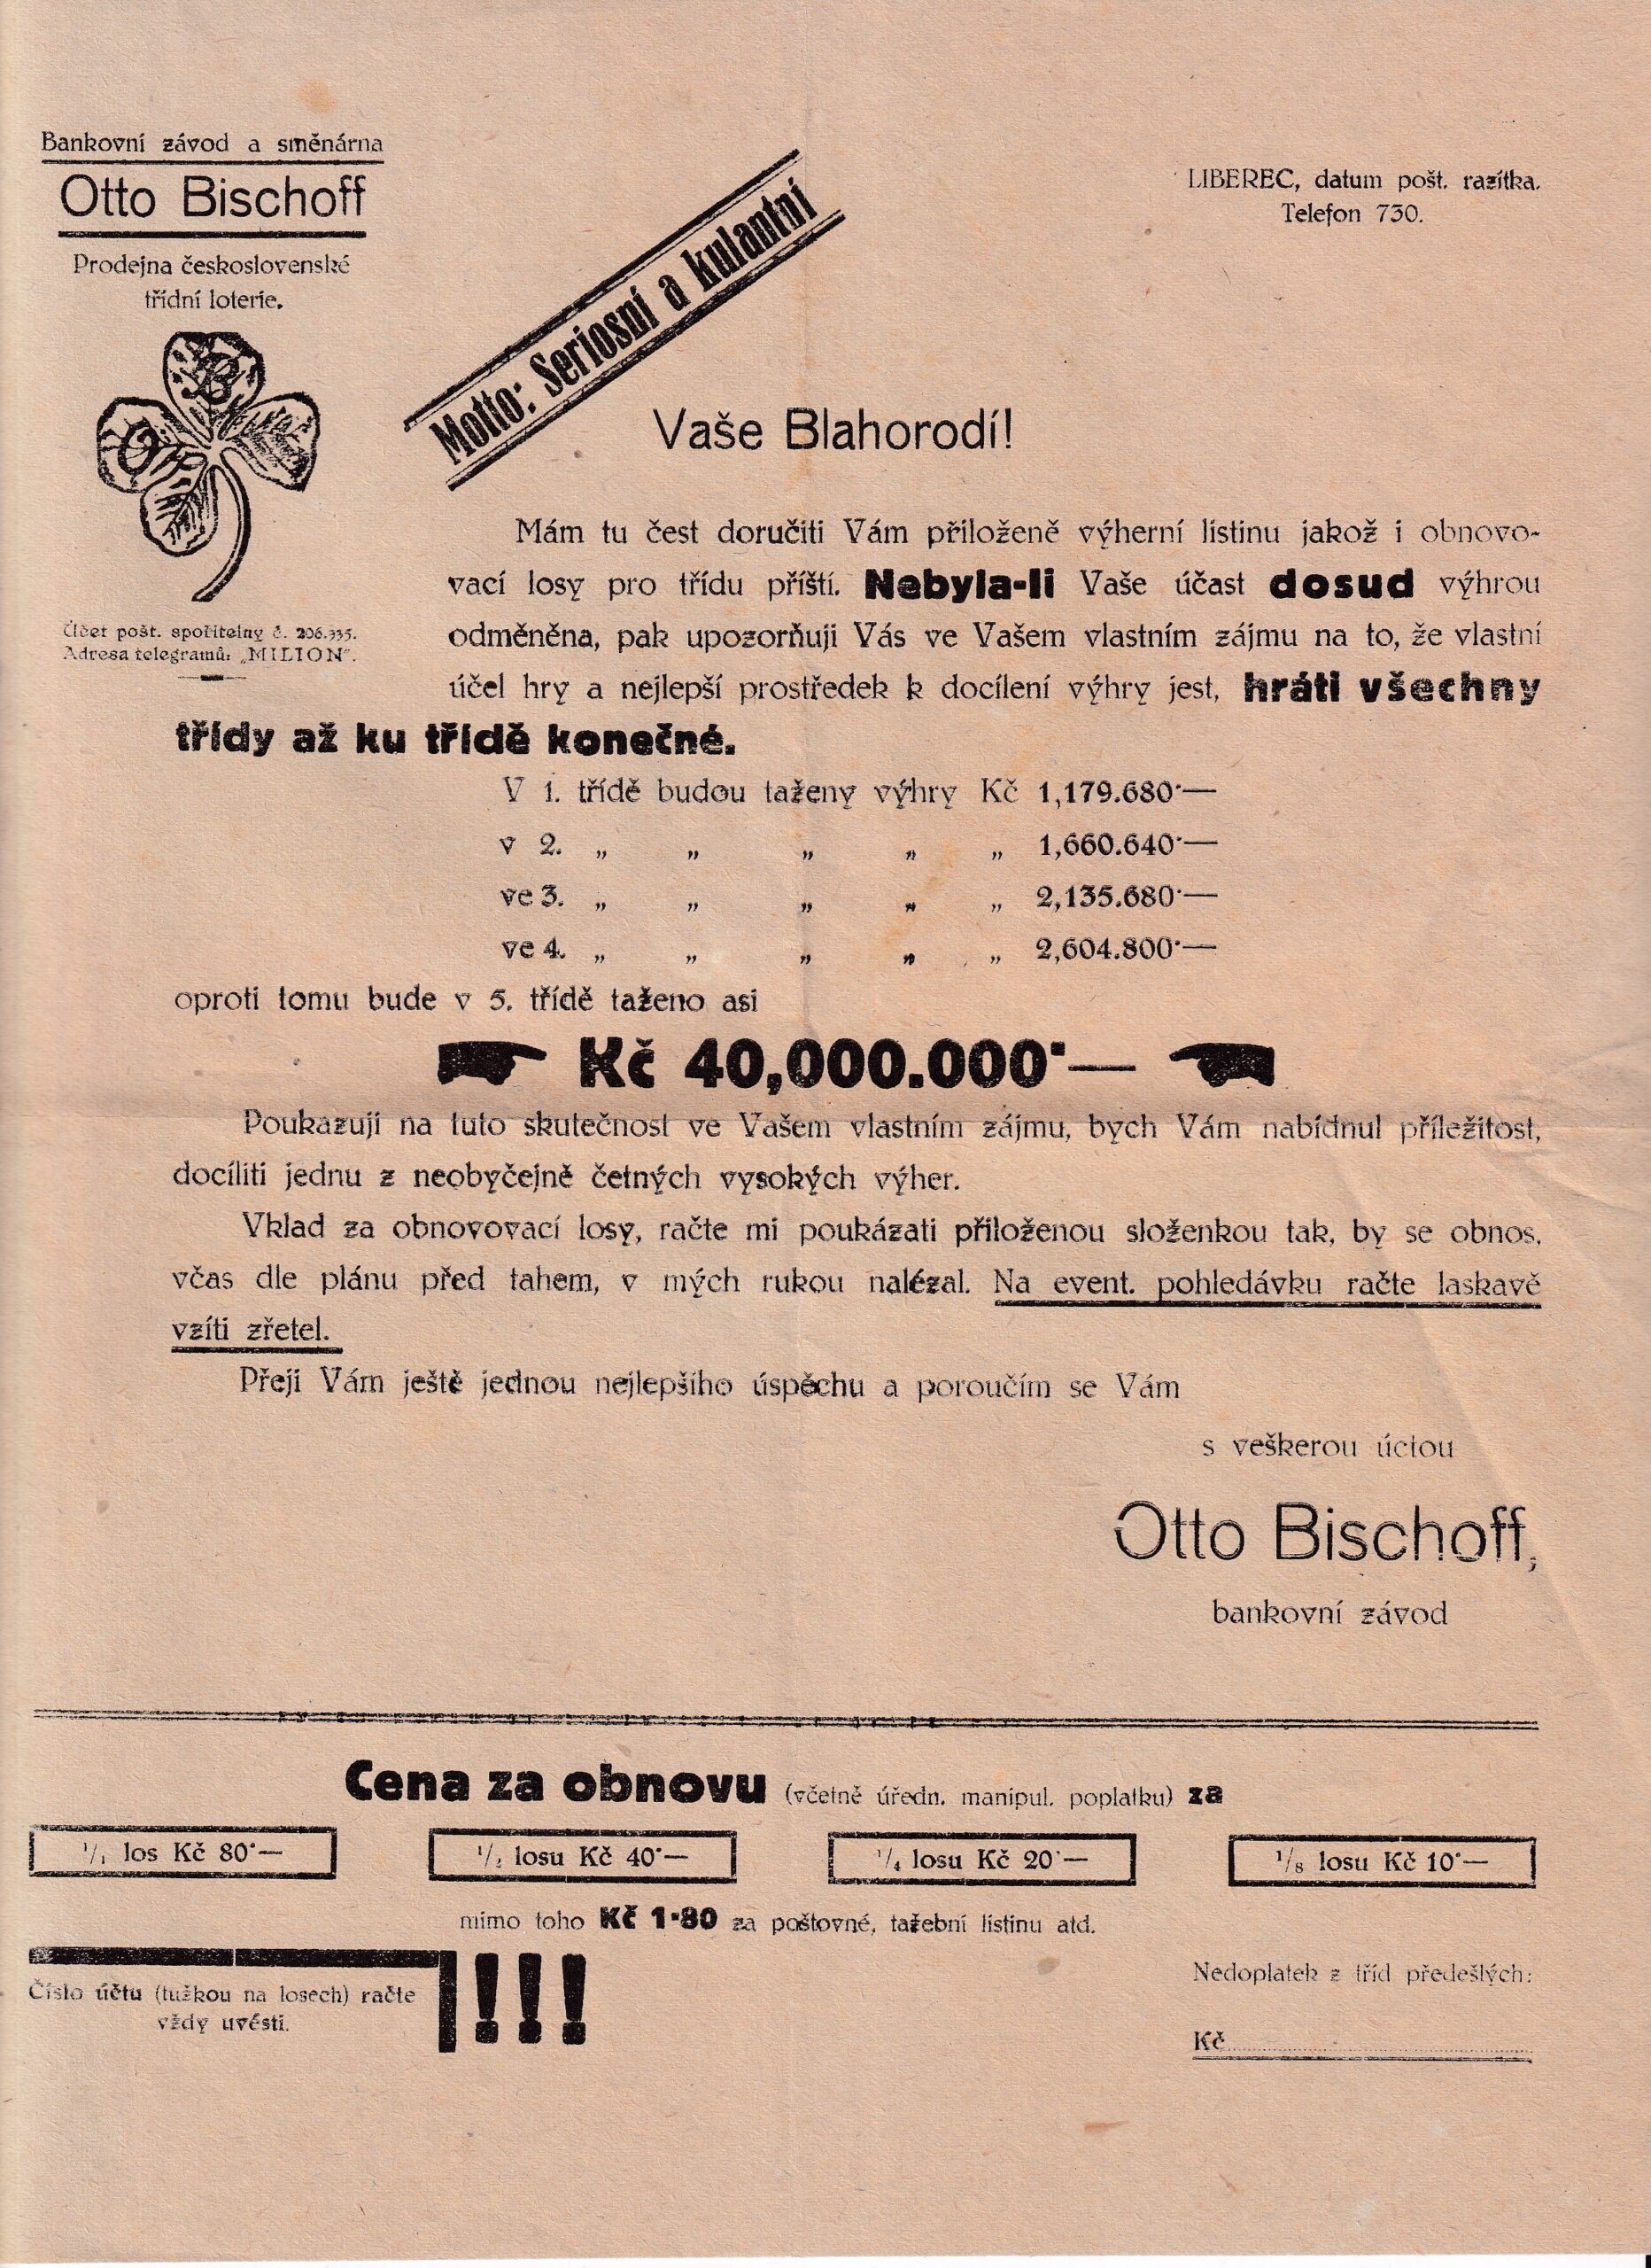 Bankovní závod a směnárna
Otto Bischoff
Prodejna československé
třídní loterie.
O B
Účet pošt. spořitelny č. 206.335.
Adresa telegramů: „MILION".
Motto: Seriosní a kulantní
LIBEREC, datum pošt. razítka.
Telefon 730.
Vaše Blahorodí!
Mám tu čest doručiti Vám přiloženě výherní listinu jakož i obnovo-
vací losy pro třídu příští. Nebyla-li Vaše účast dosud výhrou
odměněna, pak upozorňuji Vás ve Vašem vlastním zájmu na to, že vlastní
účel hry a nejlepší prostředek k docílení výhry jest, hráti všechny
třídy až ku třídě konečné.
V 1. třídě budou taženy výhry Kč 1,179.680·—
v 2. „ „ „ „ „ 1,660.640·—
ve 3. „ „ „ „ „ 2,135.680·—
ve 4. „ „ „ „ „ 2,604.800·—
oproti tomu bude v 5. třídě taženo asi
Kč 40,000.000·—
Poukazuji na tuto skutečnost ve Vašem vlastním zájmu, bych Vám nabídnul příležitost,
docíliti jednu z neobyčejně četných vysokých výher.
Vklad za obnovovací losy, račte mi poukázati přiloženou složenkou tak, by se obnos,
včas dle plánu před tahem, v mých rukou nalézal. Na event. pohledávku račte laskavě
vzíti zřetel.
Přeji Vám ještě jednou nejlepšího úspěchu a poroučím se Vám
s veškerou úctou
Otto Bischoff,
bankovní závod
Cena za obnovu (včetně úředn. manipul. poplatku) za
1/1 los Kč 80·—
1/2 losu Kč 40·—
1/4 losu Kč 20·—
1/8 losu Kč 10·—
mimo toho Kč 1·80 za poštovné, tažební listinu atd.
Číslo účtu (tužkou na losech) račte
vždy uvésti.
!!!
Nedoplatek z tříd předešlých:
Kč